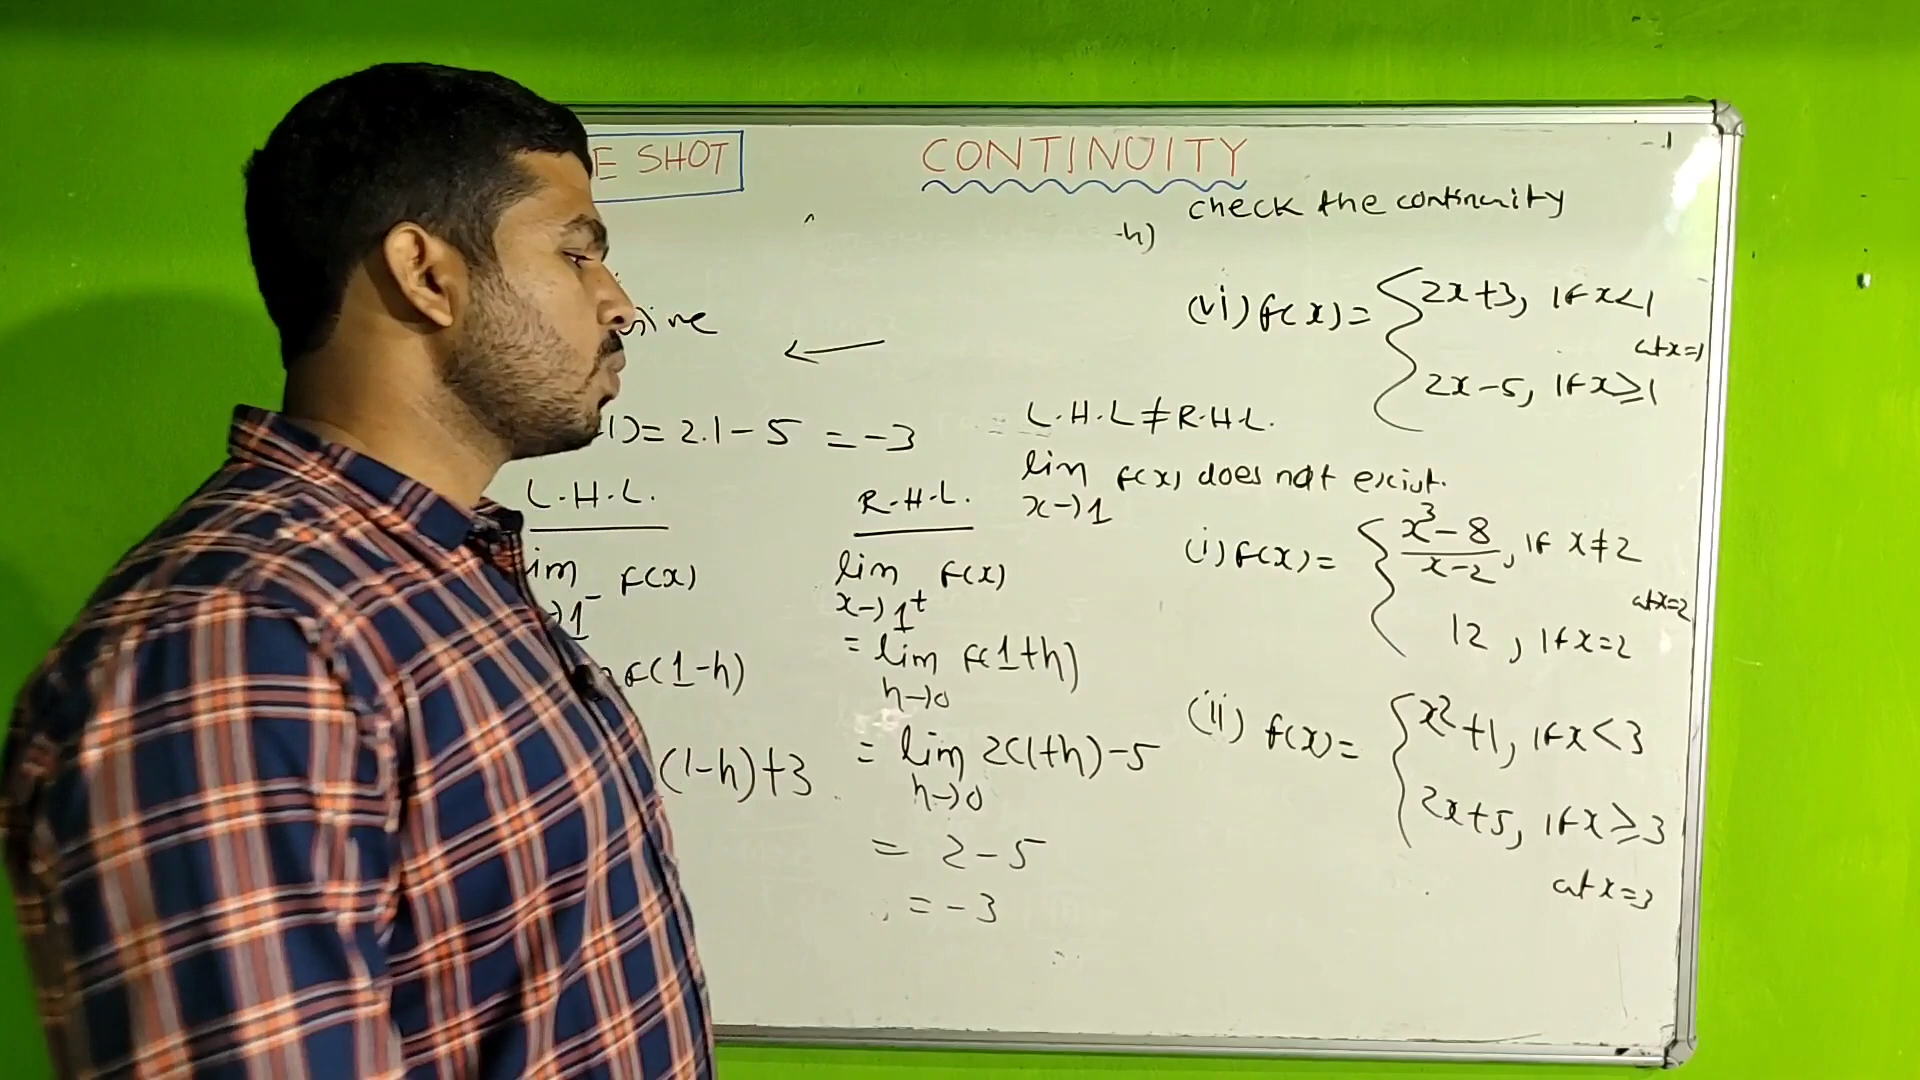 E SHOT
CONTINUITY
check the continuity
-h)
(vi) f(x) = { 2x+3, if x<1
at x=1
2x-5, if x≥1
-1) = 2.1-5 = -3
L.H.L ≠ R.H.L.
lim f(x) does not exist.
x→1
L.H.L.
im f(x)
→1⁻
f(1-h)
(1-h)+3
R.H.L.
lim f(x)
x→1⁺
= lim f(1+h)
h→0
= lim 2(1+h)-5
h→0
= 2-5
= -3
(i) f(x) = { x³-8/x-2, if x≠2
at x=2
12, if x=2
(ii) f(x) = { x²+1, if x<3
2x+5, if x≥3
at x=3